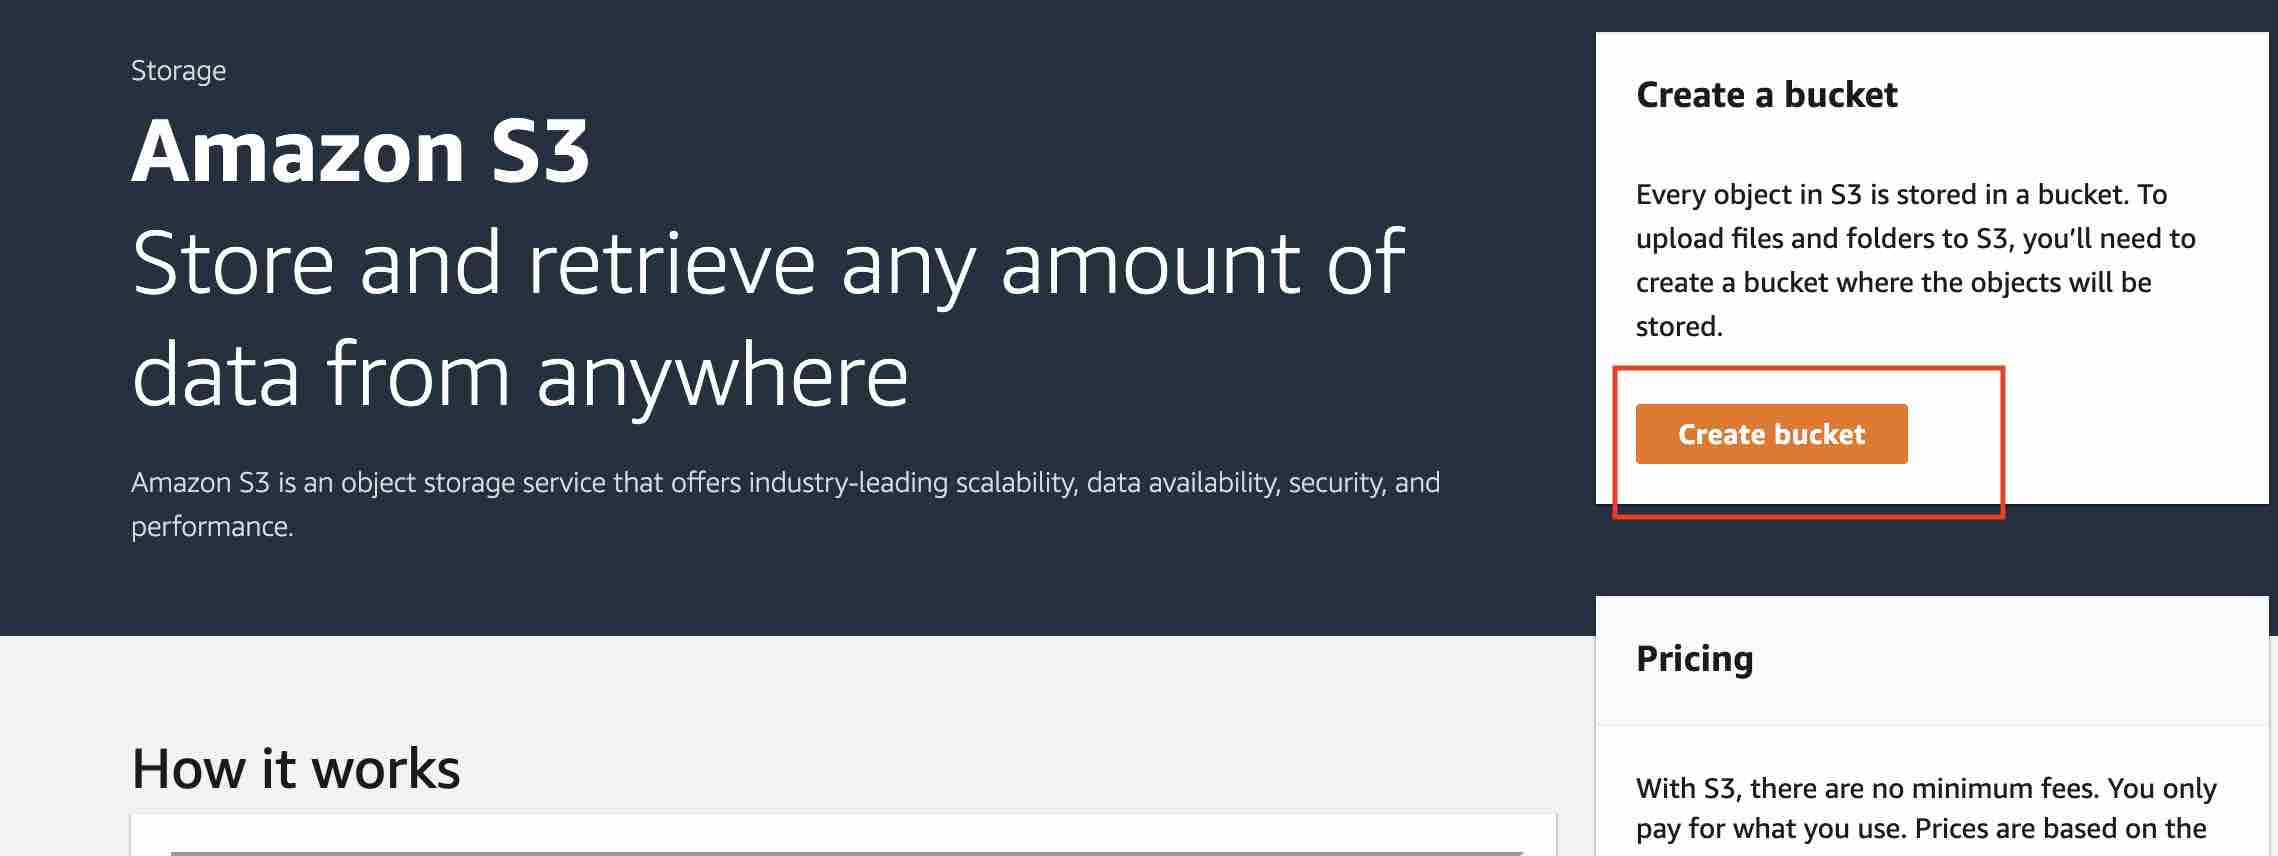 Storage
Amazon S3
Store and retrieve any amount of
data from anywhere
Amazon S3 is an object storage service that offers industry-leading scalability, data availability, security, and
performance.
Create a bucket
Every object in S3 is stored in a bucket. To
upload files and folders to S3, you’ll need to
create a bucket where the objects will be
stored.
Create bucket
How it works
Pricing
With S3, there are no minimum fees. You only
pay for what you use. Prices are based on the